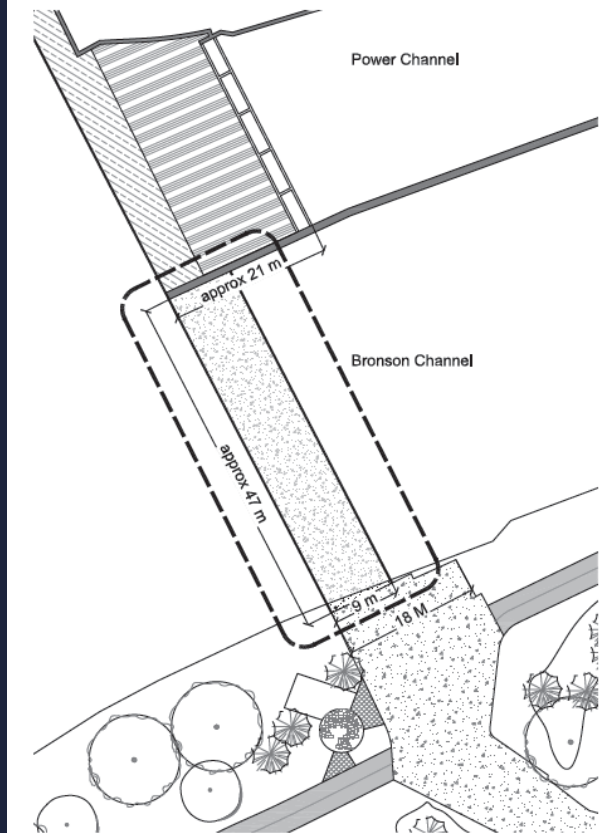 Power Channel
approx 21 m
Bronson Channel
approx 47 m
9 m
18 M